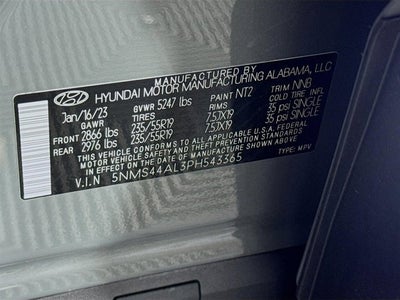 MANUFACTURED BY
HYUNDAI MOTOR MANUFACTURING ALABAMA, LLC
Jan/16/23 GVWR 5247 lbs PAINT NT2 TRIM NNB
GAWR TIRES RIMS COLD TIRE INFL
FRONT 2866 lbs 235/55R19 7.5JX19 35 psi SINGLE
REAR 2976 lbs 235/55R19 7.5JX19 35 psi SINGLE
THIS VEHICLE CONFORMS TO ALL APPLICABLE U.S.A FEDERAL
MOTOR VEHICLE SAFETY, BUMPER, AND THEFT PREVENTION STANDARDS
IN EFFECT ON THE DATE OF MANUFACTURE SHOWN ABOVE.
V.I.N 5NMS44AL3PH543365 TYPE: MPV